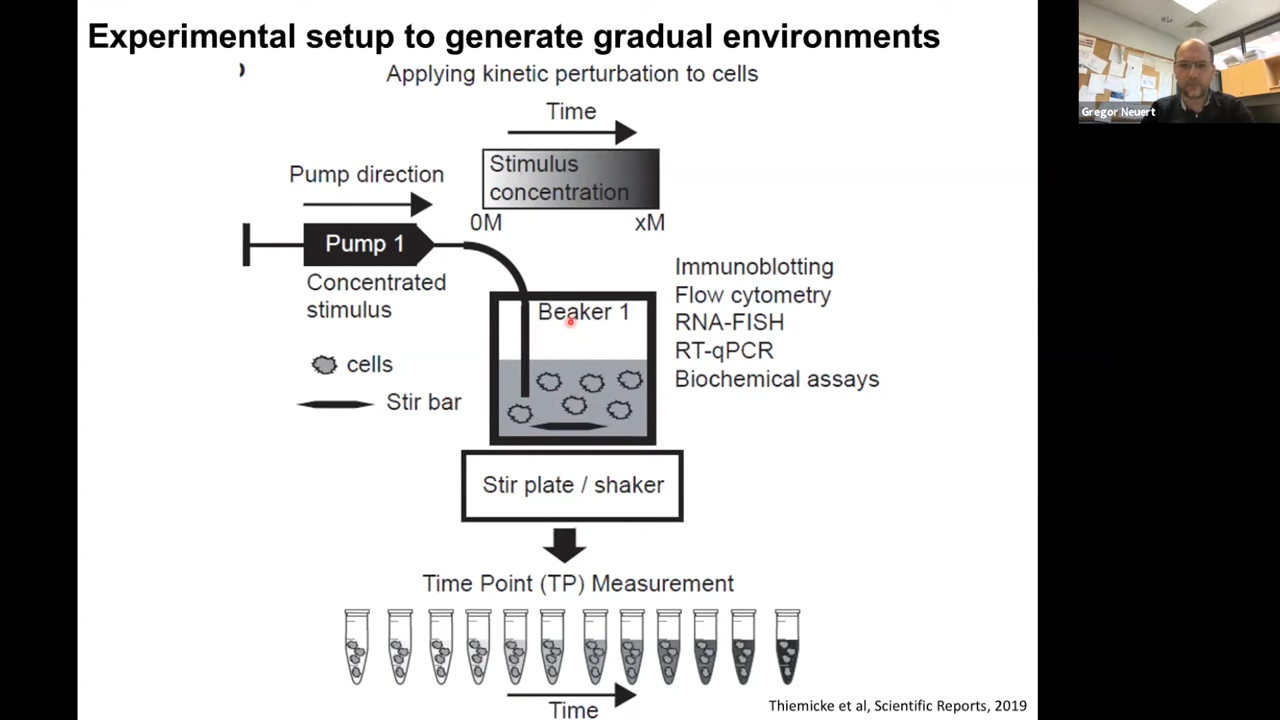 Experimental setup to generate gradual environments
Applying kinetic perturbation to cells
Time
Stimulus
concentration
Pump direction
0M
xM
Pump 1
Concentrated
stimulus
Beaker 1
Immunoblotting
Flow cytometry
RNA-FISH
RT-qPCR
Biochemical assays
cells
Stir bar
Stir plate / shaker
Time Point (TP) Measurement
Time
Thiemicke et al, Scientific Reports, 2019
Gregor Neuert